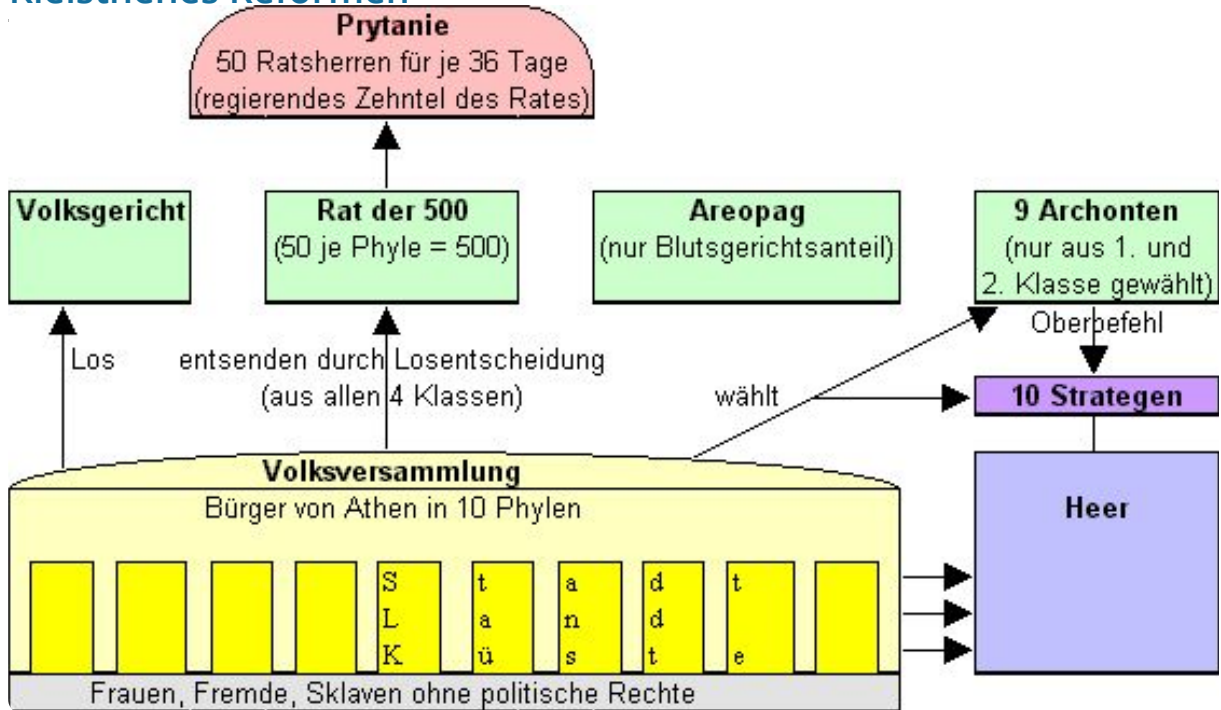 Kleisthenes Reformen
Prytanie
50 Ratsherren für je 36 Tage
(regierendes Zehntel des Rates)
Volksgericht
Rat der 500
(50 je Phyle = 500)
Areopag
(nur Blutsgerichtsanteil)
9 Archonten
(nur aus 1. und
2. Klasse gewählt)
Los
entsenden durch Losentscheidung
(aus allen 4 Klassen)
wählt
Oberbefehl
10 Strategen
Volksversammlung
Bürger von Athen in 10 Phylen
Heer
S t a d t
L a n d
K ü s t e
Frauen, Fremde, Sklaven ohne politische Rechte